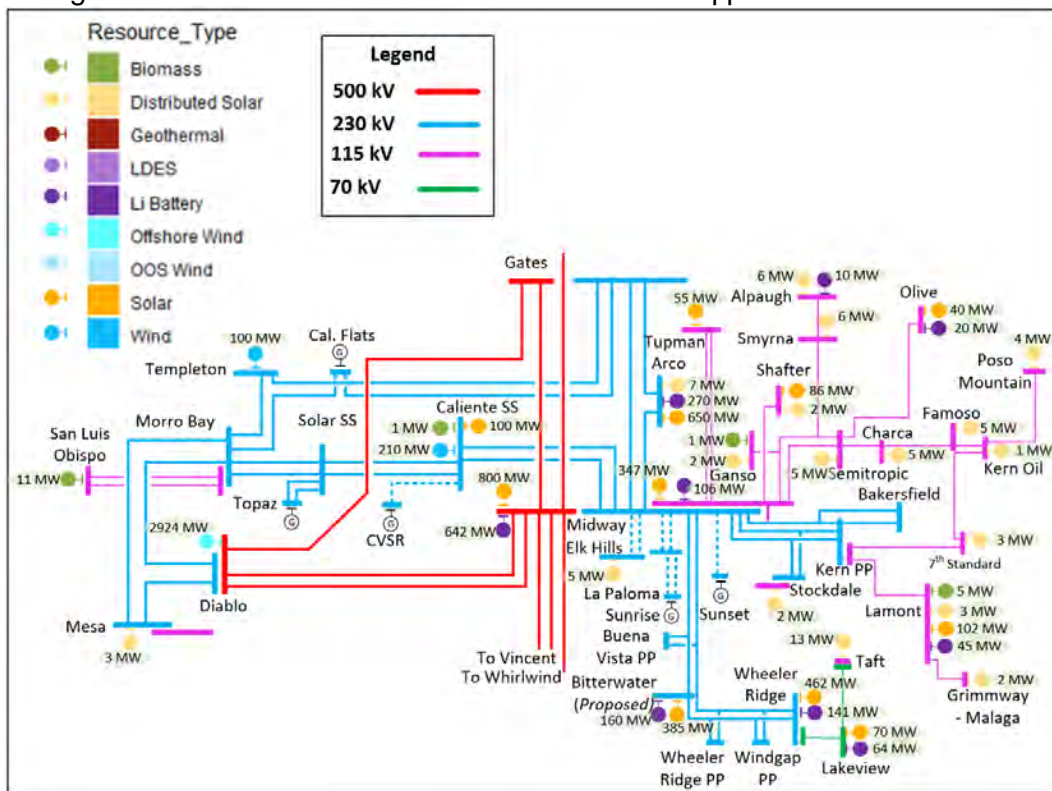 Resource_Type
Biomass
Distributed Solar
Geothermal
LDES
Li Battery
Offshore Wind
OOS Wind
Solar
Wind
Legend
500 kV
230 kV
115 kV
70 kV
Gates
100 MW
Templeton
Cal. Flats
G
Morro Bay
Solar SS
Caliente SS
1 MW
100 MW
210 MW
San Luis
Obispo
11 MW
Topaz
G
CVSR
G
2924 MW
Diablo
Mesa
3 MW
800 MW
642 MW
To Vincent
To Whirlwind
55 MW
Tupman
Arco
7 MW
270 MW
650 MW
6 MW
10 MW
Alpaugh
6 MW
Smyrna
Olive
40 MW
20 MW
4 MW
Poso
Mountain
Shafter
86 MW
2 MW
Famoso
5 MW
1 MW
Kern Oil
Charca
5 MW
1 MW
2 MW
Ganso
5 MW
Semitropic
347 MW
106 MW
Bakersfield
Midway
Elk Hills
5 MW
La Paloma
Sunrise
G
Sunset
G
Kern PP
Stockdale
2 MW
3 MW
7th Standard
Lamont
5 MW
3 MW
102 MW
45 MW
2 MW
Grimmway
- Malaga
Buena
Vista PP
13 MW
Taft
Bitterwater
(Proposed)
160 MW
385 MW
Wheeler
Ridge
462 MW
141 MW
70 MW
64 MW
Lakeview
Wheeler
Ridge PP
Windgap
PP